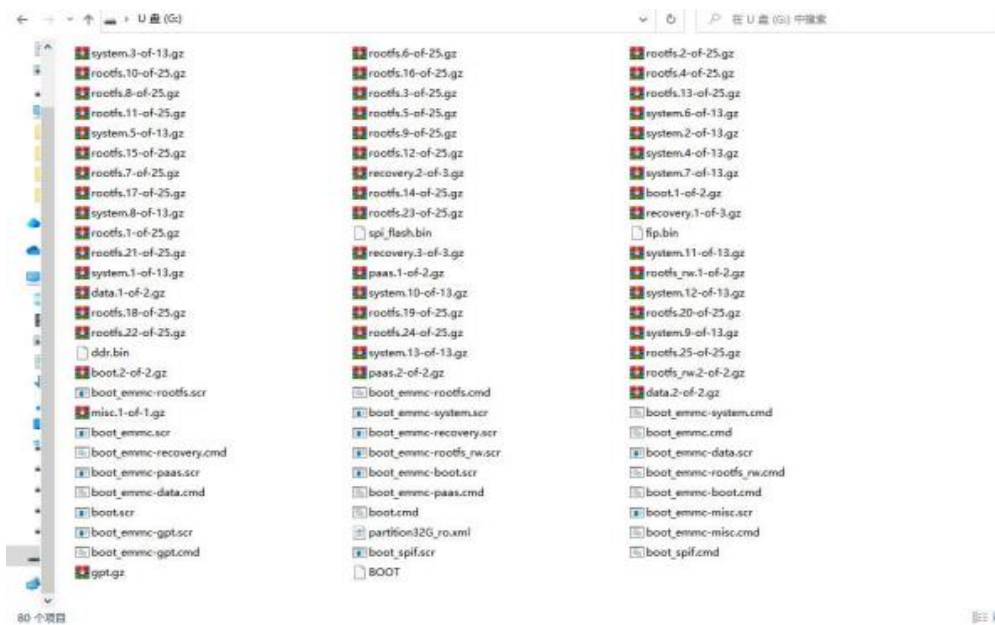 U 盘 (G:)
在 U 盘 (G:) 中搜索
system.3-of-13.gz rootfs.6-of-25.gz rootfs.2-of-25.gz
rootfs.10-of-25.gz rootfs.16-of-25.gz rootfs.4-of-25.gz
rootfs.8-of-25.gz rootfs.3-of-25.gz rootfs.13-of-25.gz
rootfs.11-of-25.gz rootfs.5-of-25.gz system.6-of-13.gz
system.5-of-13.gz rootfs.9-of-25.gz system.2-of-13.gz
rootfs.15-of-25.gz rootfs.12-of-25.gz system.4-of-13.gz
rootfs.7-of-25.gz recovery.2-of-3.gz system.7-of-13.gz
rootfs.17-of-25.gz rootfs.14-of-25.gz boot.1-of-2.gz
system.8-of-13.gz rootfs.23-of-25.gz recovery.1-of-3.gz
rootfs.1-of-25.gz spi_flash.bin fip.bin
rootfs.21-of-25.gz recovery.3-of-3.gz system.11-of-13.gz
system.1-of-13.gz paas.1-of-2.gz rootfs_rw.1-of-2.gz
data.1-of-2.gz system.10-of-13.gz system.12-of-13.gz
rootfs.18-of-25.gz rootfs.19-of-25.gz rootfs.20-of-25.gz
rootfs.22-of-25.gz rootfs.24-of-25.gz system.9-of-13.gz
ddr.bin system.13-of-13.gz rootfs.25-of-25.gz
boot.2-of-2.gz paas.2-of-2.gz rootfs_rw.2-of-2.gz
boot_emmc-rootfs.scr boot_emmc-rootfs.cmd data.2-of-2.gz
misc.1-of-1.gz boot_emmc-system.scr boot_emmc-system.cmd
boot_emmc.scr boot_emmc-recovery.scr boot_emmc.cmd
boot_emmc-recovery.cmd boot_emmc-rootfs_rw.scr boot_emmc-data.scr
boot_emmc-paas.scr boot_emmc-boot.scr boot_emmc-rootfs_rw.cmd
boot_emmc-data.cmd boot_emmc-paas.cmd boot_emmc-boot.cmd
boot.scr boot.cmd boot_emmc-misc.scr
boot_emmc-gpt.scr partition32G_ro.xml boot_emmc-misc.cmd
boot_emmc-gpt.cmd boot_spif.scr boot_spif.cmd
gpt.gz BOOT
80 个项目